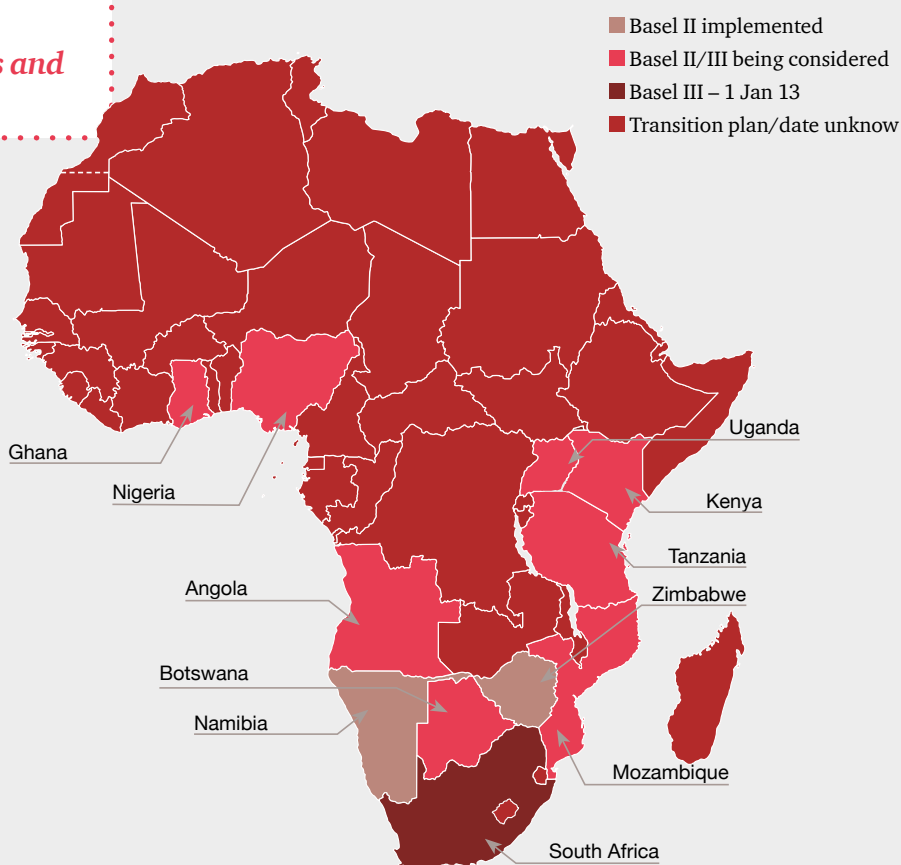 s and
Basel II implemented
Basel II/III being considered
Basel III – 1 Jan 13
Transition plan/date unknow
Ghana
Nigeria
Uganda
Kenya
Tanzania
Zimbabwe
Angola
Botswana
Namibia
Mozambique
South Africa